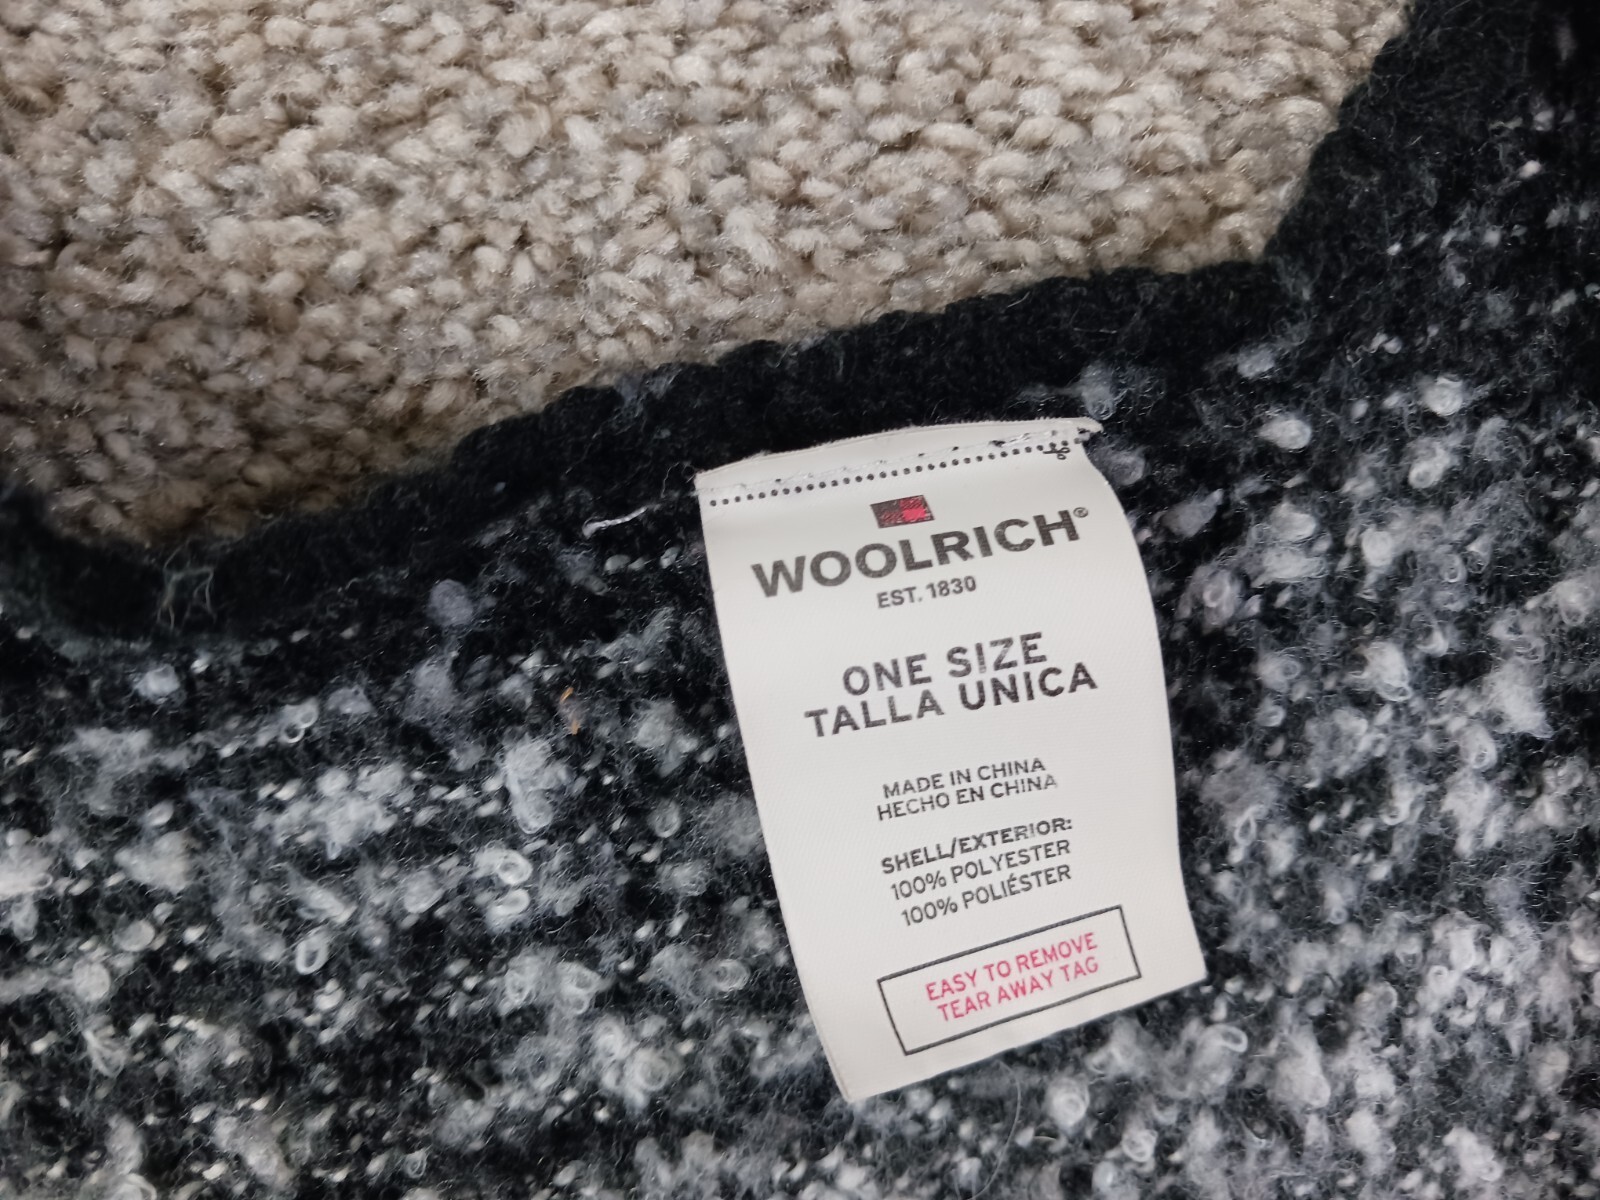 WOOLRICH®
EST. 1830
ONE SIZE
TALLA UNICA
MADE IN CHINA
HECHO EN CHINA
SHELL/EXTERIOR:
100% POLYESTER
100% POLIÉSTER
EASY TO REMOVE
TEAR AWAY TAG